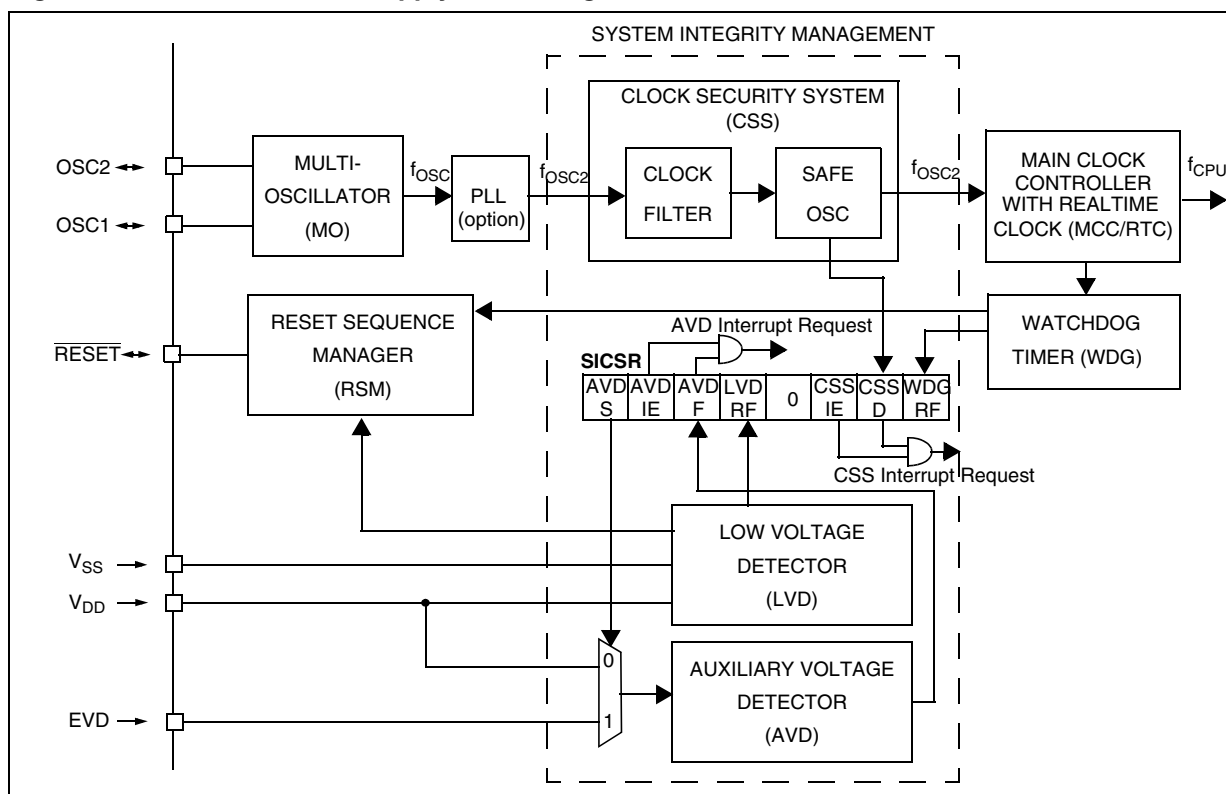 SYSTEM INTEGRITY MANAGEMENT
CLOCK SECURITY SYSTEM
(CSS)
OSC2
OSC1
MULTI-
OSCILLATOR
(MO)
fOSC
PLL
(option)
fOSC2
CLOCK
FILTER
SAFE
OSC
fOSC2
MAIN CLOCK
CONTROLLER
WITH REALTIME
CLOCK (MCC/RTC)
fCPU
RESET
RESET SEQUENCE
MANAGER
(RSM)
AVD Interrupt Request
WATCHDOG
TIMER (WDG)
SICSR
AVD S
AVD IE
AVD F
LVD RF
0
CSS IE
CSS D
WDG RF
CSS Interrupt Request
VSS
VDD
LOW VOLTAGE
DETECTOR
(LVD)
EVD
0
1
AUXILIARY VOLTAGE
DETECTOR
(AVD)